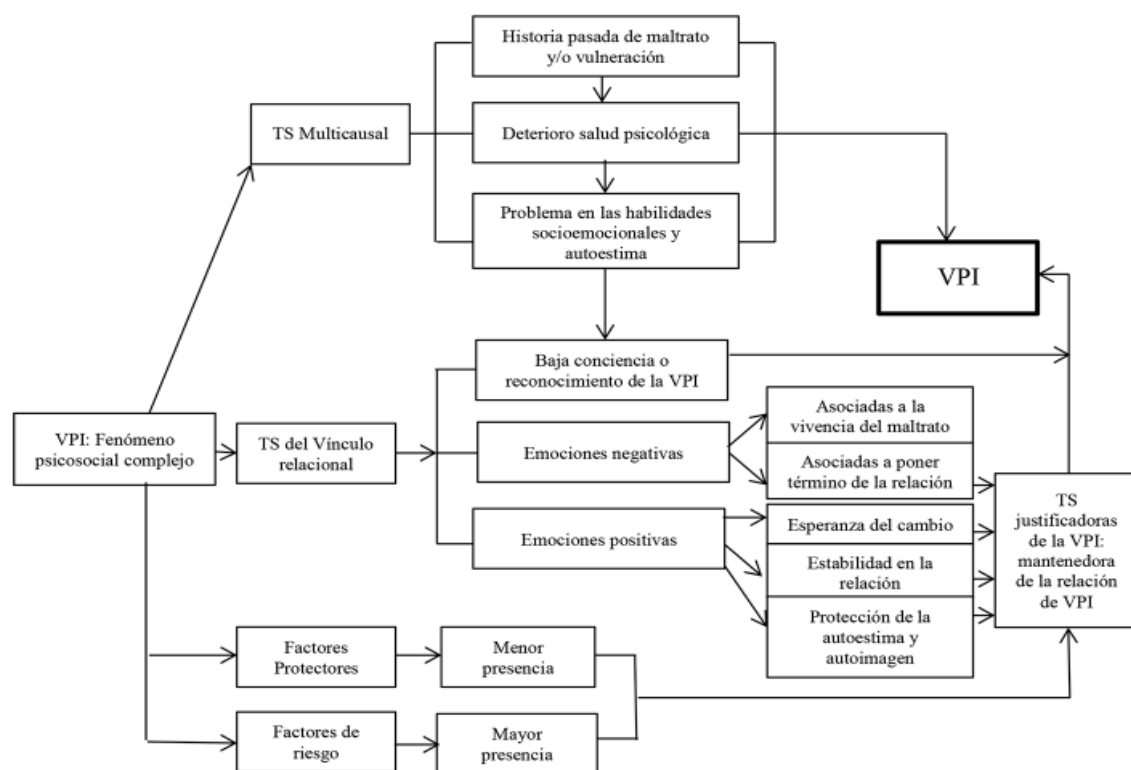 Historia pasada de maltrato
y/o vulneración
TS Multicausal
Deterioro salud psicológica
Problema en las habilidades
socioemocionales y
autoestima
VPI
Baja conciencia o
reconocimiento de la VPI
VPI: Fenómeno
psicosocial complejo
TS del Vínculo
relacional
Emociones negativas
Asociadas a la
vivencia del maltrato
Asociadas a poner
término de la relación
Emociones positivas
Esperanza del cambio
Estabilidad en la
relación
Protección de la
autoestima y
autoimagen
TS
justificadoras
de la VPI:
mantenedora
de la relación
de VPI
Factores
Protectores
Menor
presencia
Factores de
riesgo
Mayor
presencia